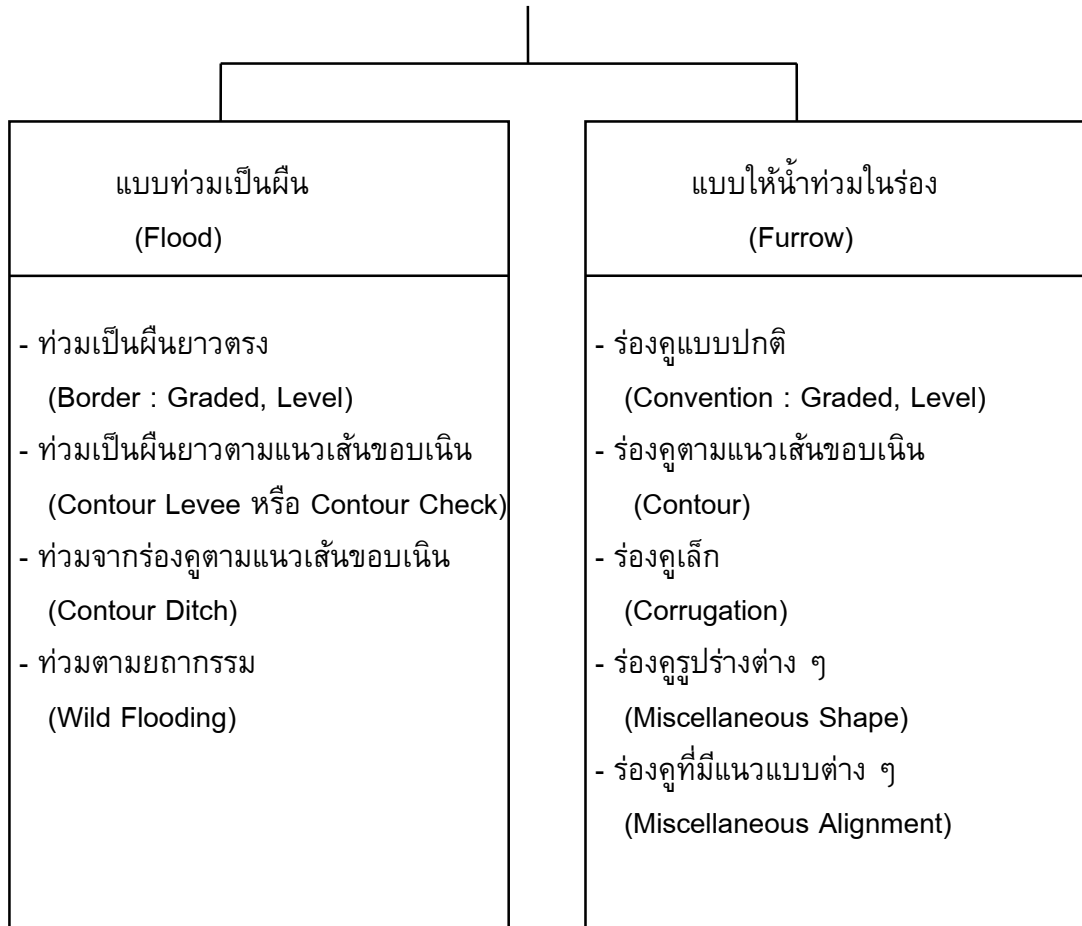 แบบท่วมเป็นผืน
(Flood)
- ท่วมเป็นผืนยาวตรง
(Border : Graded, Level)
- ท่วมเป็นผืนยาวตามแนวเส้นขอบเนิน
(Contour Levee หรือ Contour Check)
- ท่วมจากร่องคูตามแนวเส้นขอบเนิน
(Contour Ditch)
- ท่วมตามยถากรรม
(Wild Flooding)
แบบให้น้ำท่วมในร่อง
(Furrow)
- ร่องคูแบบปกติ
(Convention : Graded, Level)
- ร่องคูตามแนวเส้นขอบเนิน
(Contour)
- ร่องคูเล็ก
(Corrugation)
- ร่องคูรูปร่างต่าง ๆ
(Miscellaneous Shape)
- ร่องคูที่มีแนวแบบต่าง ๆ
(Miscellaneous Alignment)